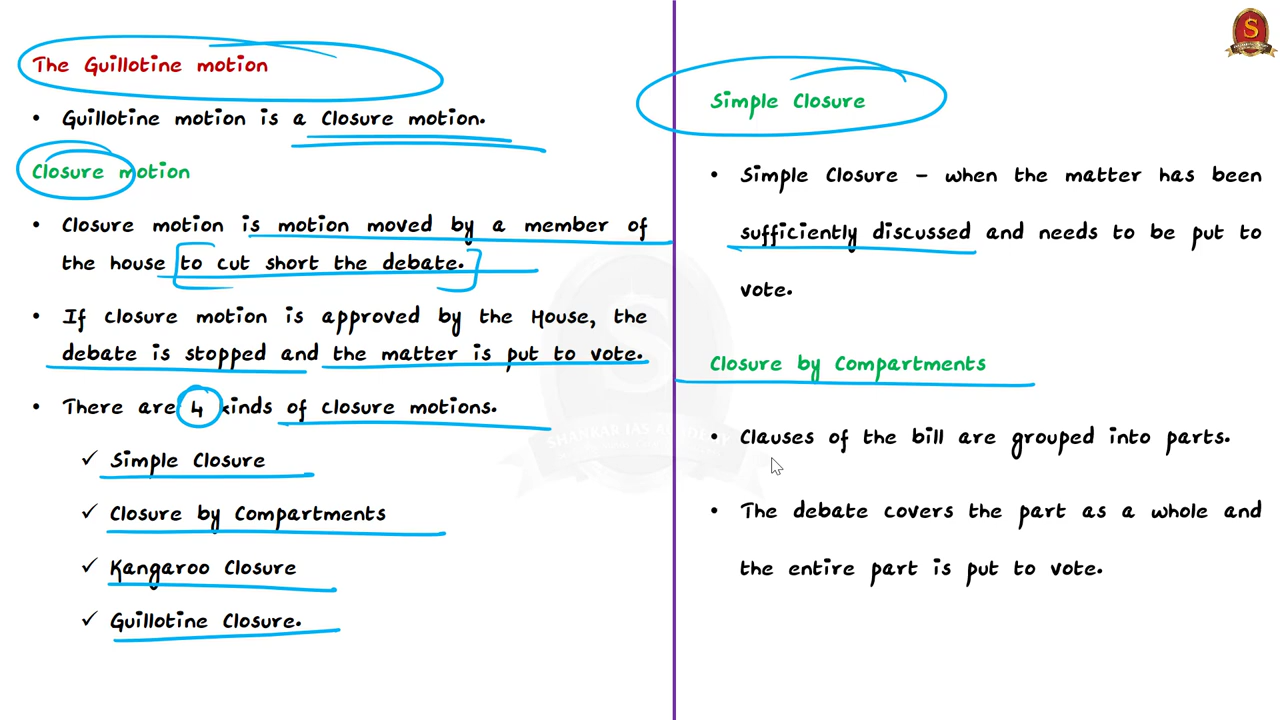 The Guillotine motion
• Guillotine motion is a Closure motion.
Closure motion
• Closure motion is motion moved by a member of
the house to cut short the debate.
• If closure motion is approved by the House, the
debate is stopped and the matter is put to vote.
• There are 4 kinds of closure motions.
✓ Simple Closure
✓ Closure by Compartments
✓ Kangaroo Closure
✓ Guillotine Closure.
Simple Closure
• Simple Closure – when the matter has been
sufficiently discussed and needs to be put to
vote.
Closure by Compartments
• Clauses of the bill are grouped into parts.
• The debate covers the part as a whole and
the entire part is put to vote.
SHANKAR IAS ACADEMY
S